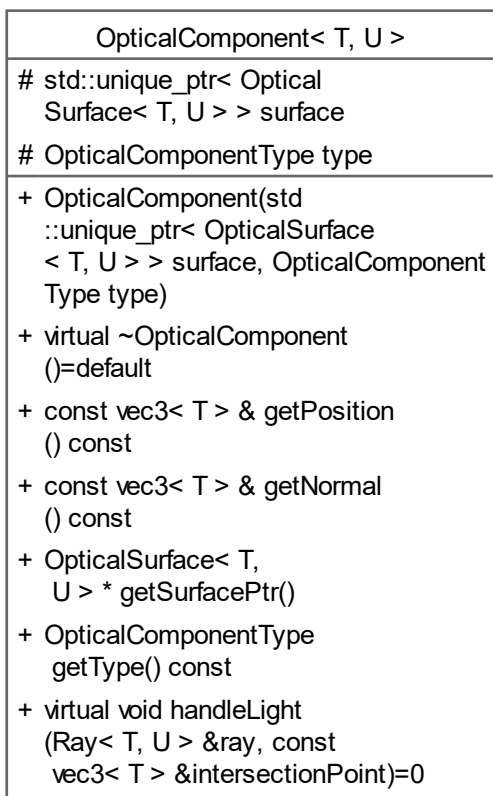 OpticalComponent< T, U >
# std::unique_ptr< Optical
Surface< T, U > > surface
# OpticalComponentType type
+ OpticalComponent(std
::unique_ptr< OpticalSurface
< T, U > > surface, OpticalComponent
Type type)
+ virtual ~OpticalComponent
()=default
+ const vec3< T > & getPosition
() const
+ const vec3< T > & getNormal
() const
+ OpticalSurface< T,
U > * getSurfacePtr()
+ OpticalComponentType
getType() const
+ virtual void handleLight
(Ray< T, U > &ray, const
vec3< T > &intersectionPoint)=0